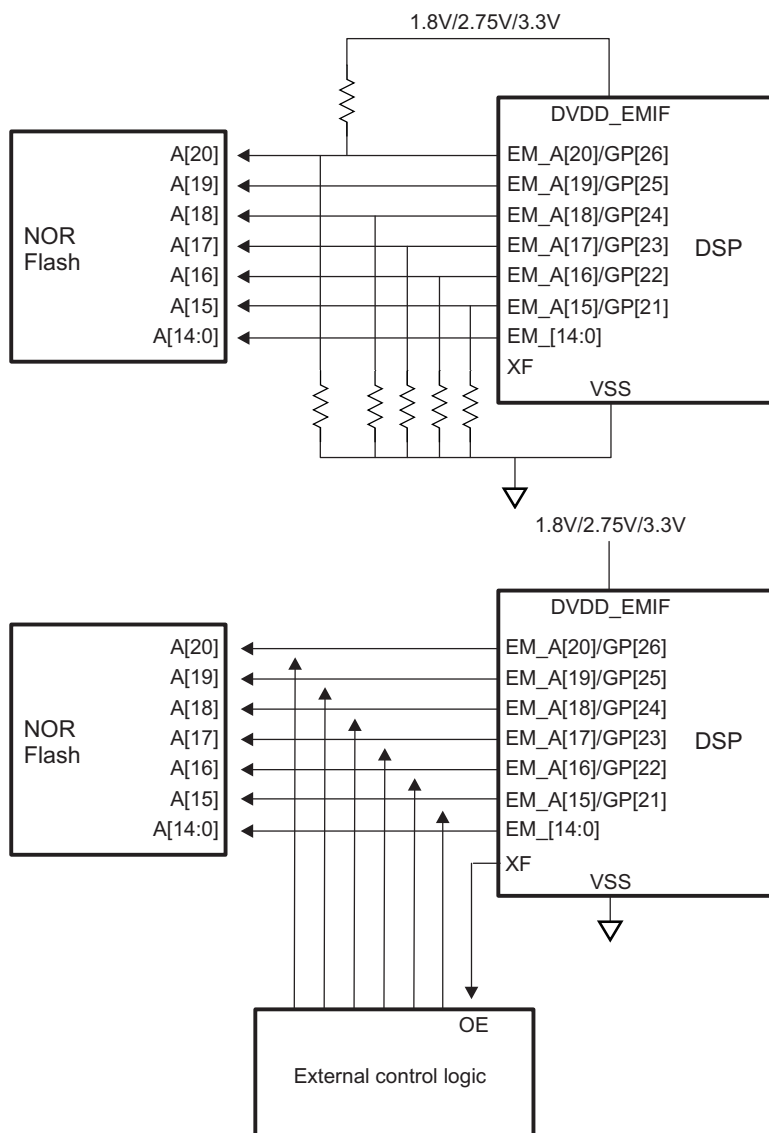 1.8V/2.75V/3.3V
DVDD_EMIF
A[20] EM_A[20]/GP[26]
A[19] EM_A[19]/GP[25]
A[18] EM_A[18]/GP[24]
NOR
Flash
A[17] EM_A[17]/GP[23]
DSP
A[16] EM_A[16]/GP[22]
A[15] EM_A[15]/GP[21]
A[14:0] EM_[14:0]
XF
VSS
1.8V/2.75V/3.3V
DVDD_EMIF
A[20] EM_A[20]/GP[26]
A[19] EM_A[19]/GP[25]
A[18] EM_A[18]/GP[24]
NOR
Flash
A[17] EM_A[17]/GP[23]
DSP
A[16] EM_A[16]/GP[22]
A[15] EM_A[15]/GP[21]
A[14:0] EM_[14:0]
XF
VSS
OE
External control logic